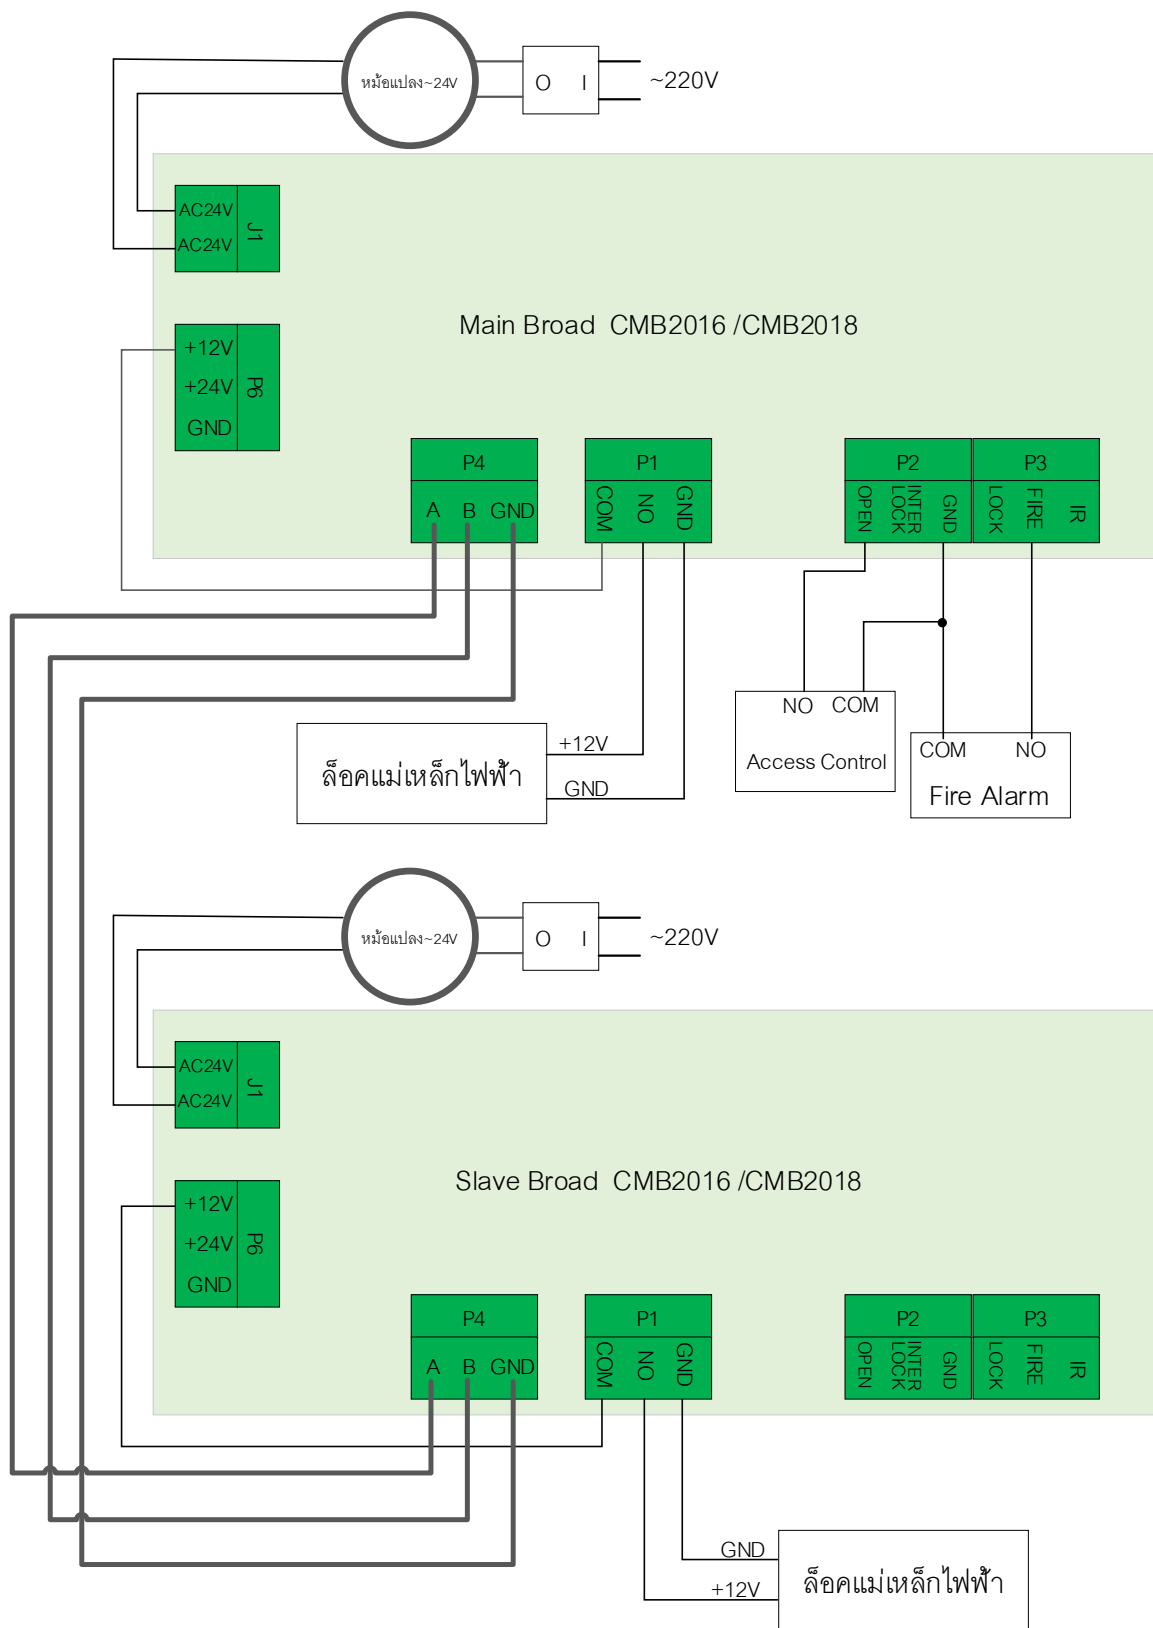 หม้อแปลง~24V
O I
~220V
AC24V
AC24V
J1
Main Broad CMB2016 /CMB2018
+12V
+24V
GND
P6
P4
A B GND
P1
COM NO GND
P2
OPEN
INTER
LOCK
GND
P3
LOCK FIRE IR
+12V
GND
ล็อคแม่เหล็กไฟฟ้า
NO COM
Access Control
COM NO
Fire Alarm
หม้อแปลง~24V
O I
~220V
AC24V
AC24V
J1
Slave Broad CMB2016 /CMB2018
+12V
+24V
GND
P6
P4
A B GND
P1
COM NO GND
P2
OPEN
INTER
LOCK
GND
P3
LOCK FIRE IR
GND
+12V
ล็อคแม่เหล็กไฟฟ้า